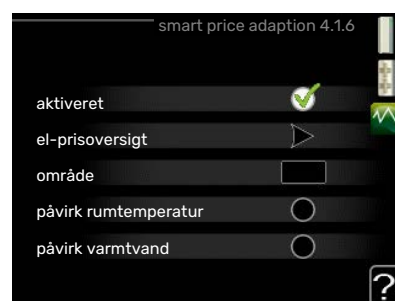 smart price adaption 4.1.6
aktiveret
el-prisoversigt
område
påvirk rumtemperatur
påvirk varmtvand
?